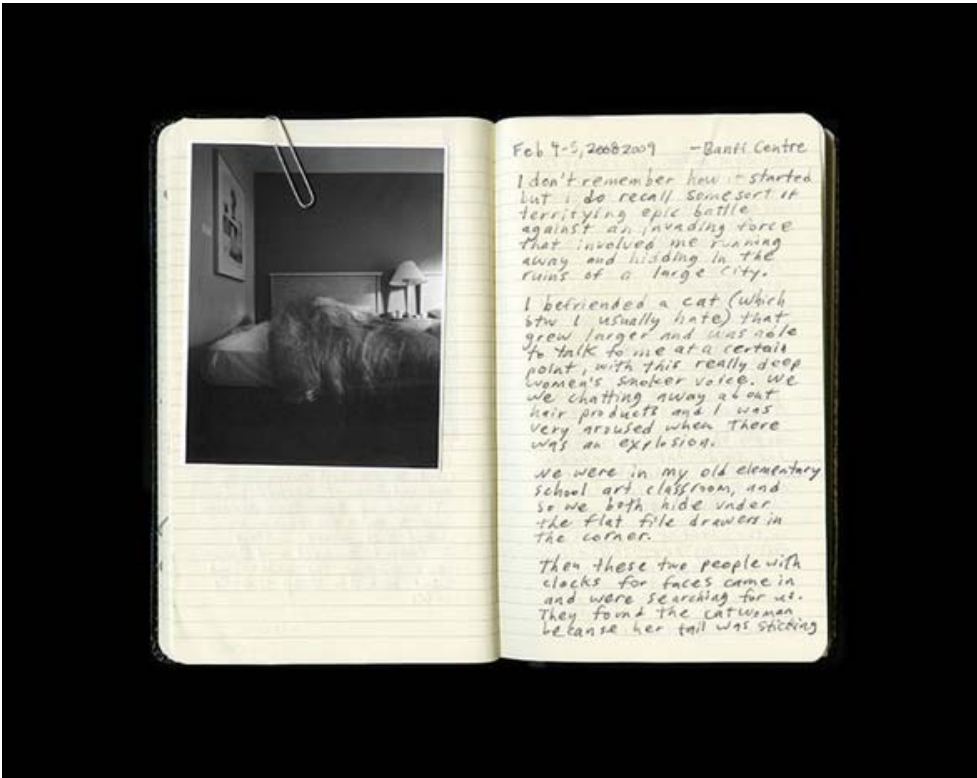 Feb 4-5, 2008 2009 - Banff Centre
I don't remember how it started
but i do recall some sort of
terrifying epic battle
against an invading force
that involved me running
away and hidding in the
ruins of a large city.
I befriended a cat (which
btw I usually hate) that
grew larger and was able
to talk to me at a certain
point, with this really deep
women's smoker voice. We
we chatting away about
hair products and I was
very aroused when there
was an explosion.
We were in my old elementary
school art classroom, and
so we both hide under
the flat file drawers in
the corner.
Then these two people with
clocks for faces came in
and were searching for us.
They found the catwoman
because her tail was sticking